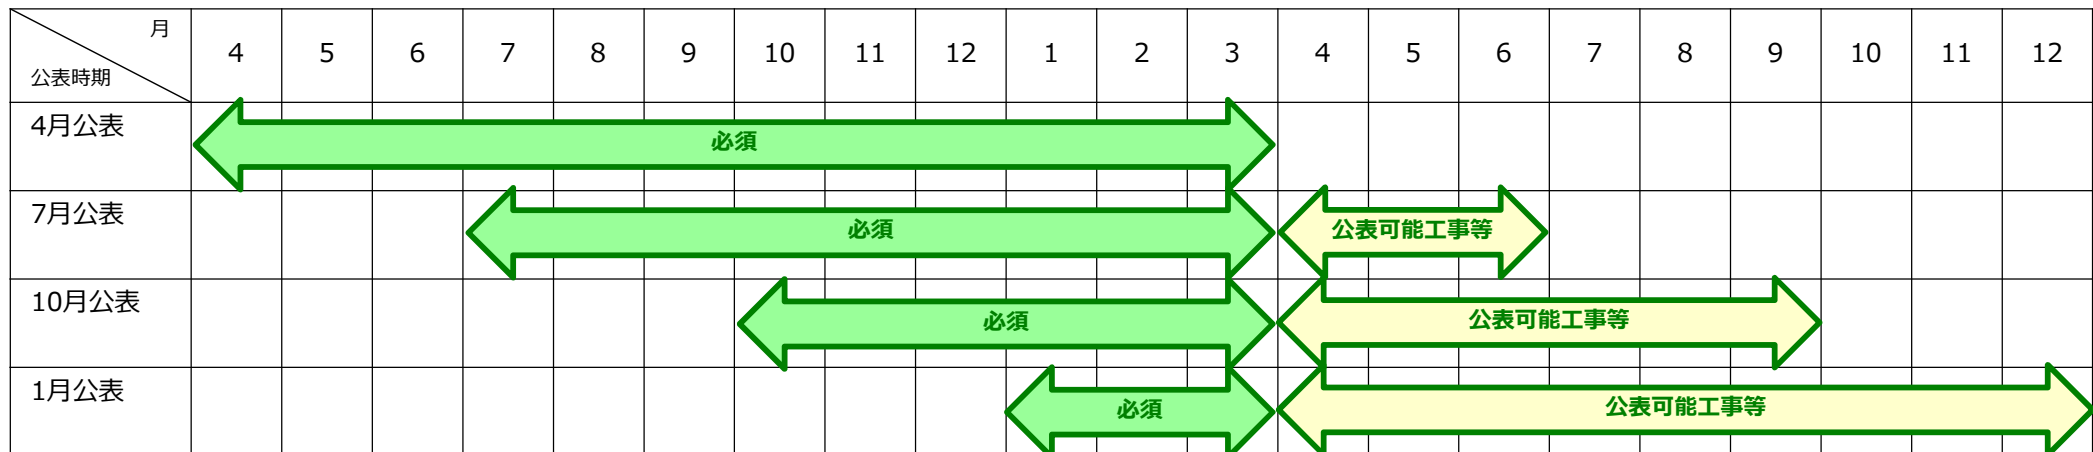 月
公表時期
4 5 6 7 8 9 10 11 12 1 2 3 4 5 6 7 8 9 10 11 12
4月公表 必須
7月公表 必須 公表可能工事等
10月公表 必須 公表可能工事等
1月公表 必須 公表可能工事等